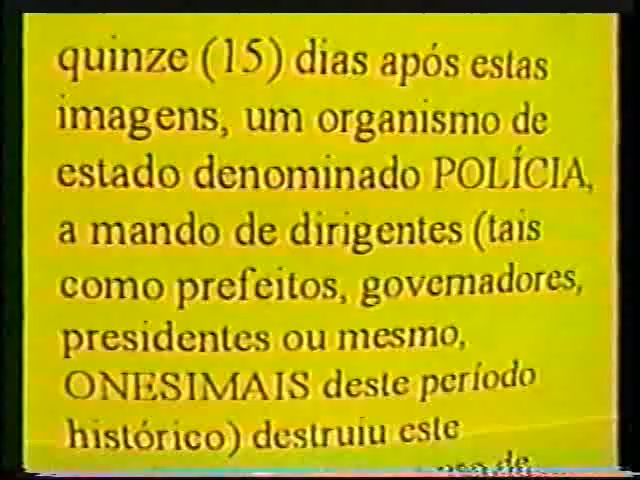 quinze (15) dias após estas
imagens, um organismo de
estado denominado POLÍCIA,
a mando de dirigentes (tais
como prefeitos, governadores,
presidentes ou mesmo,
ONESIMAIS deste período
histórico) destruiu este